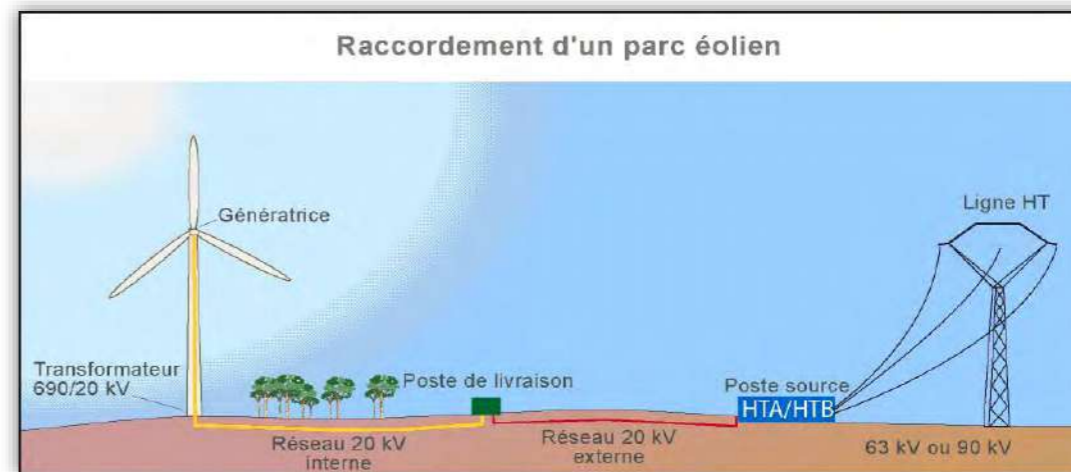 Raccordement d'un parc éolien
Génératrice
Ligne HT
Transformateur
690/20 kV
Poste de livraison
Poste source
HTA/HTB
Réseau 20 kV
interne
Réseau 20 kV
externe
63 kV ou 90 kV